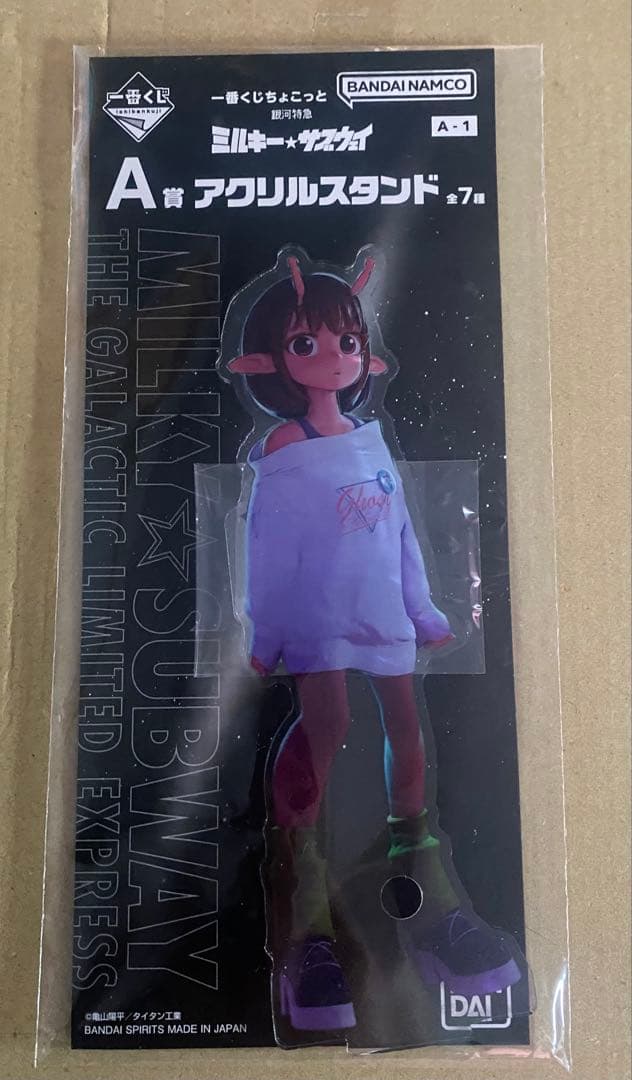 一番くじ
ichibankuji
一番くじちょこっと
BANDAI NAMCO
銀河特急
ミルキー★サブウェイ
A-1
A賞 アクリルスタンド 全7種
MILKY☆SUBWAY
THE GALACTIC LIMITED EXPRESS
Ghost
©亀山陽平/タイタン工業
BANDAI SPIRITS MADE IN JAPAN
DAI